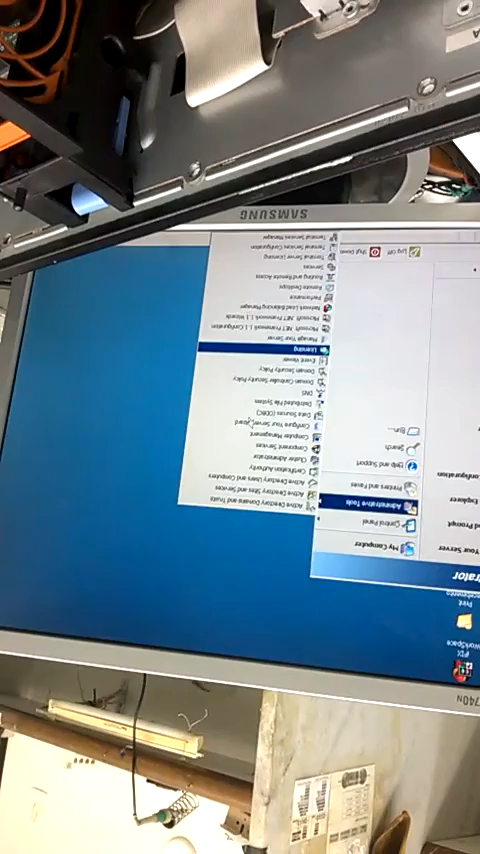 SAMSUNG
740N
Active Directory Domains and Trusts
Active Directory Sites and Services
Active Directory Users and Computers
Certification Authority
Cluster Administrator
Component Services
Computer Management
Configure Your Server Wizard
Data Sources (ODBC)
Distributed File System
DNS
Domain Controller Security Policy
Domain Security Policy
Event Viewer
Licensing
Manage Your Server
Microsoft .NET Framework 1.1 Configuration
Microsoft .NET Framework 1.1 Wizards
Network Load Balancing Manager
Performance
Remote Desktops
Routing and Remote Access
Services
Terminal Server Licensing
Terminal Services Configuration
Terminal Services Manager
My Computer
Control Panel
Administrative Tools
Printers and Faxes
Help and Support
Search
Run...
Log Off
Shut Down
strator
Your Server
d Prompt
Explorer
onfiguration
WorkSpace
Print